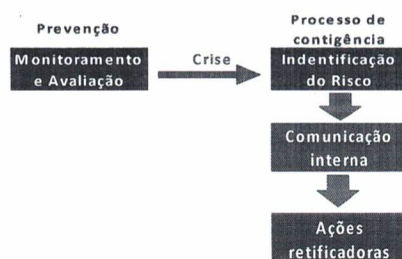 Prevenção
Monitoramento
e Avaliação
Crise
Processo de
contigência
Indentificação
do Risco
Comunicação
interna
Ações
retificadoras